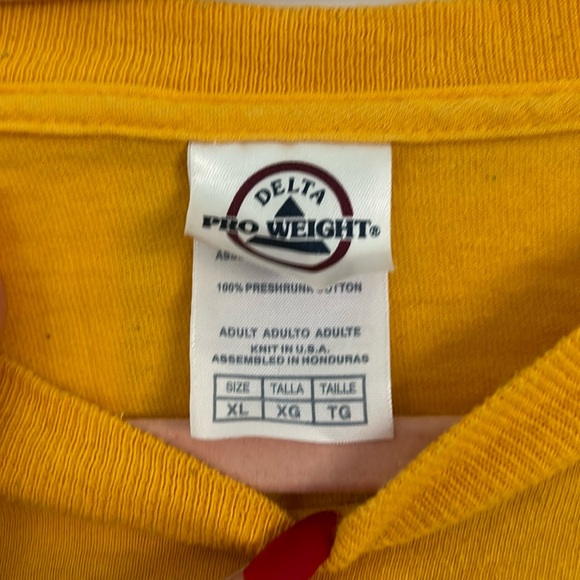 DELTA
PRO WEIGHT®
100% PRESHRUNK COTTON
ADULT ADULTO ADULTE
KNIT IN U.S.A.
ASSEMBLED IN HONDURAS
SIZE TALLA TAILLE
XL XG TG